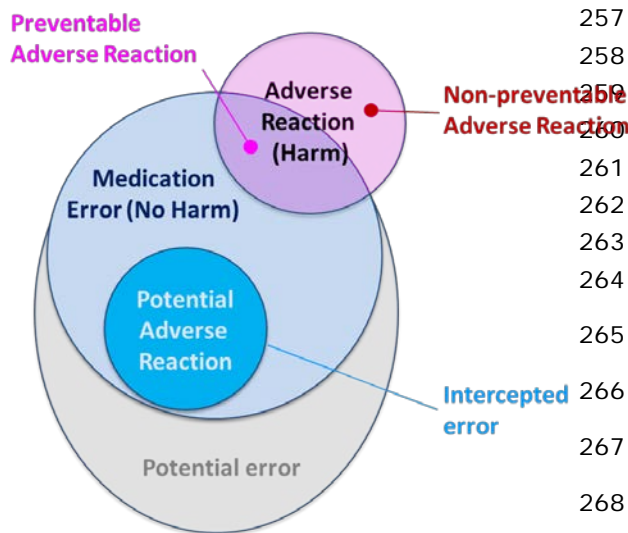 Preventable
Adverse Reaction
Adverse
Reaction
(Harm)
Non-preventable
Adverse Reaction
Medication
Error (No Harm)
Potential
Adverse
Reaction
Intercepted
error
Potential error
257
258
259
260
261
262
263
264
265
266
267
268